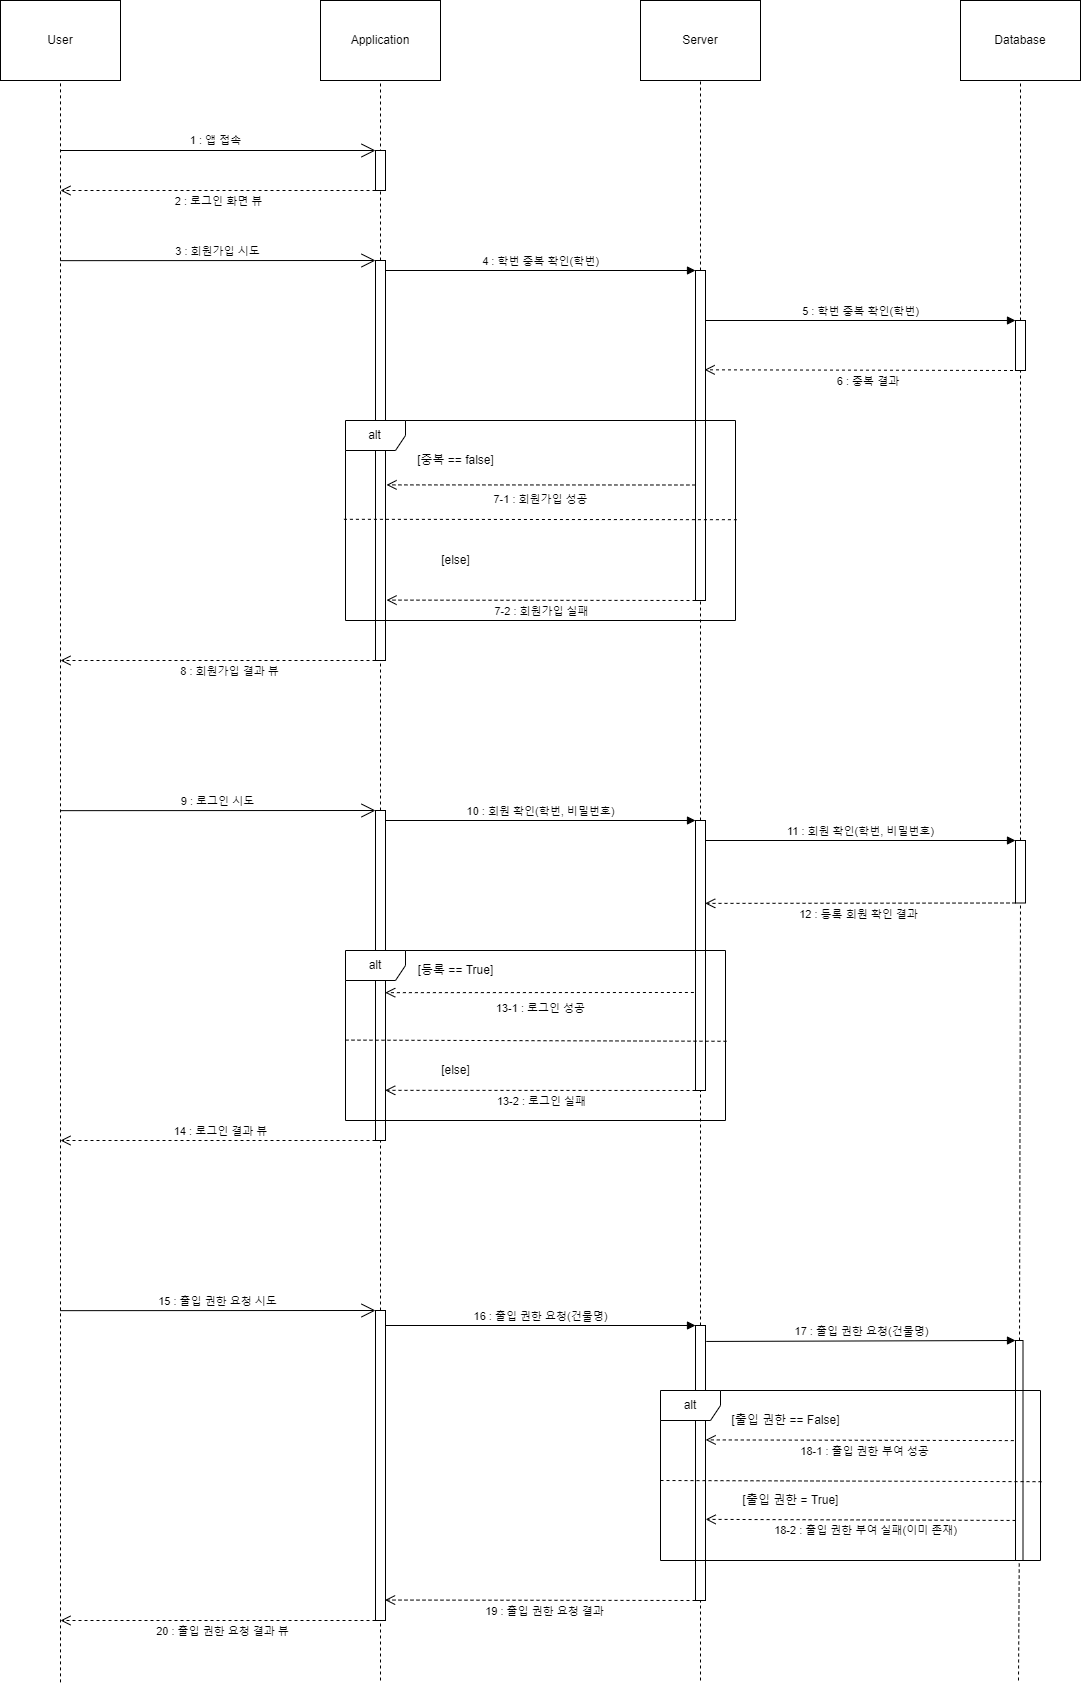 User
Application
Server
Database
1 : 앱 접속
2 : 로그인 화면 뷰
3 : 회원가입 시도
4 : 학번 중복 확인(학번)
5 : 학번 중복 확인(학번)
6 : 중복 결과
alt
[중복 == false]
7-1 : 회원가입 성공
[else]
7-2 : 회원가입 실패
8 : 회원가입 결과 뷰
9 : 로그인 시도
10 : 회원 확인(학번, 비밀번호)
11 : 회원 확인(학번, 비밀번호)
12 : 등록 회원 확인 결과
alt
[등록 == True]
13-1 : 로그인 성공
[else]
13-2 : 로그인 실패
14 : 로그인 결과 뷰
15 : 출입 권한 요청 시도
16 : 출입 권한 요청(건물명)
17 : 출입 권한 요청(건물명)
alt
[출입 권한 == False]
18-1 : 출입 권한 부여 성공
[출입 권한 = True]
18-2 : 출입 권한 부여 실패(이미 존재)
19 : 출입 권한 요청 결과
20 : 출입 권한 요청 결과 뷰